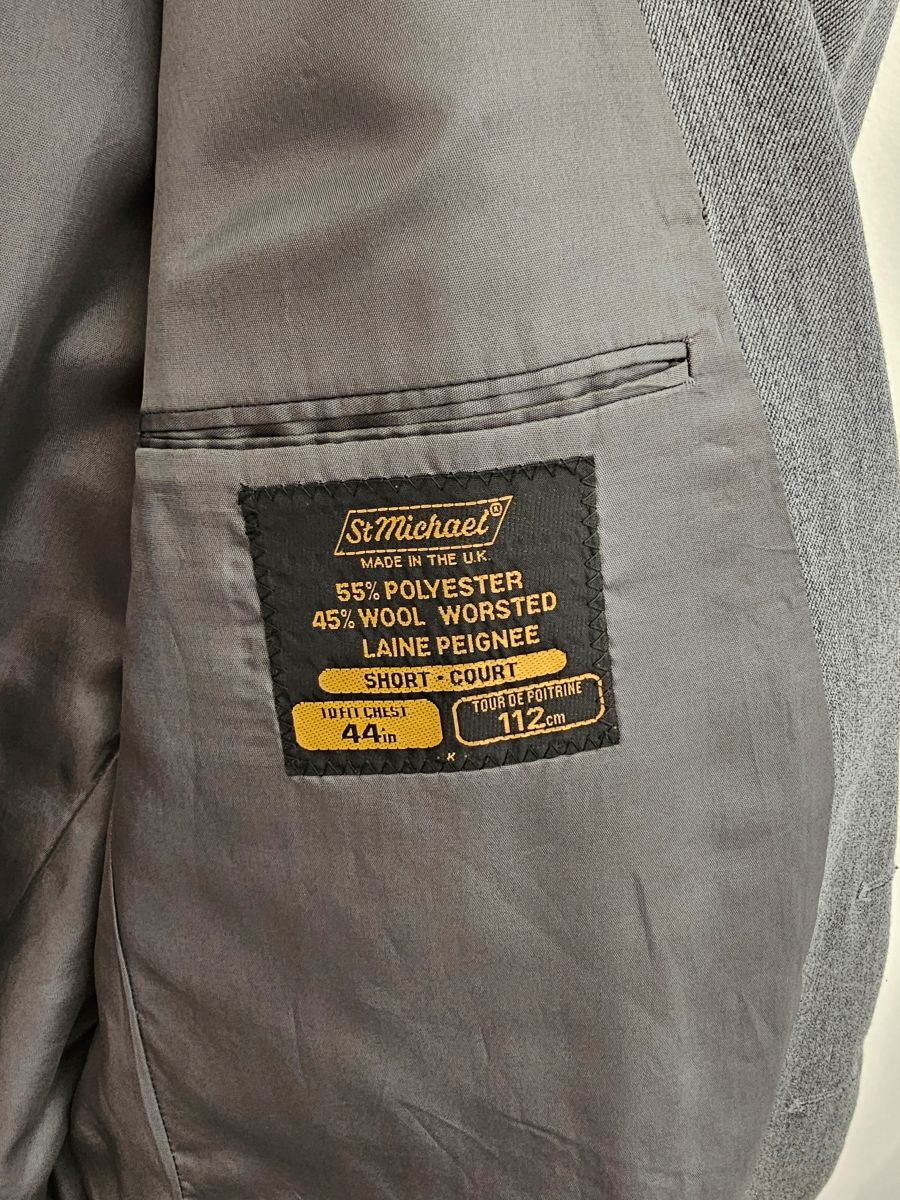 St Michael®
MADE IN THE U.K.
55% POLYESTER
45% WOOL WORSTED
LAINE PEIGNEE
SHORT · COURT
TO FIT CHEST
44in
TOUR DE POITRINE
112cm
· K ·